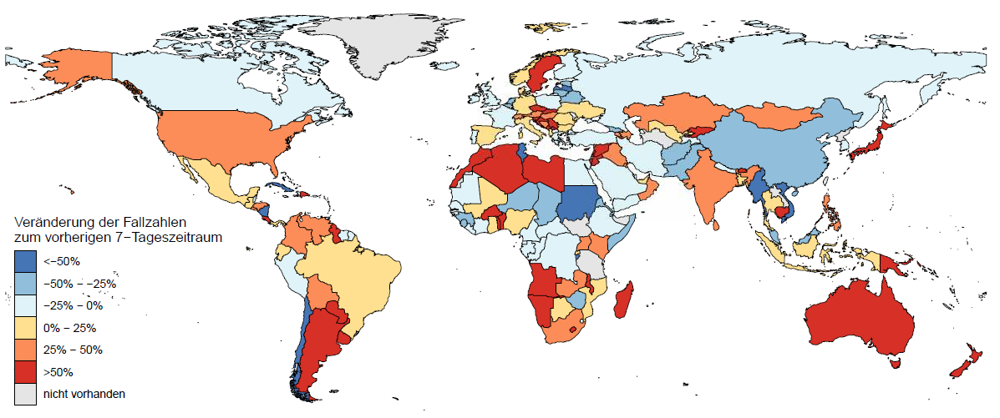 Veränderung der Fallzahlen
zum vorherigen 7−Tageszeitraum
<−50%
−50% − −25%
−25% − 0%
0% − 25%
25% − 50%
>50%
nicht vorhanden